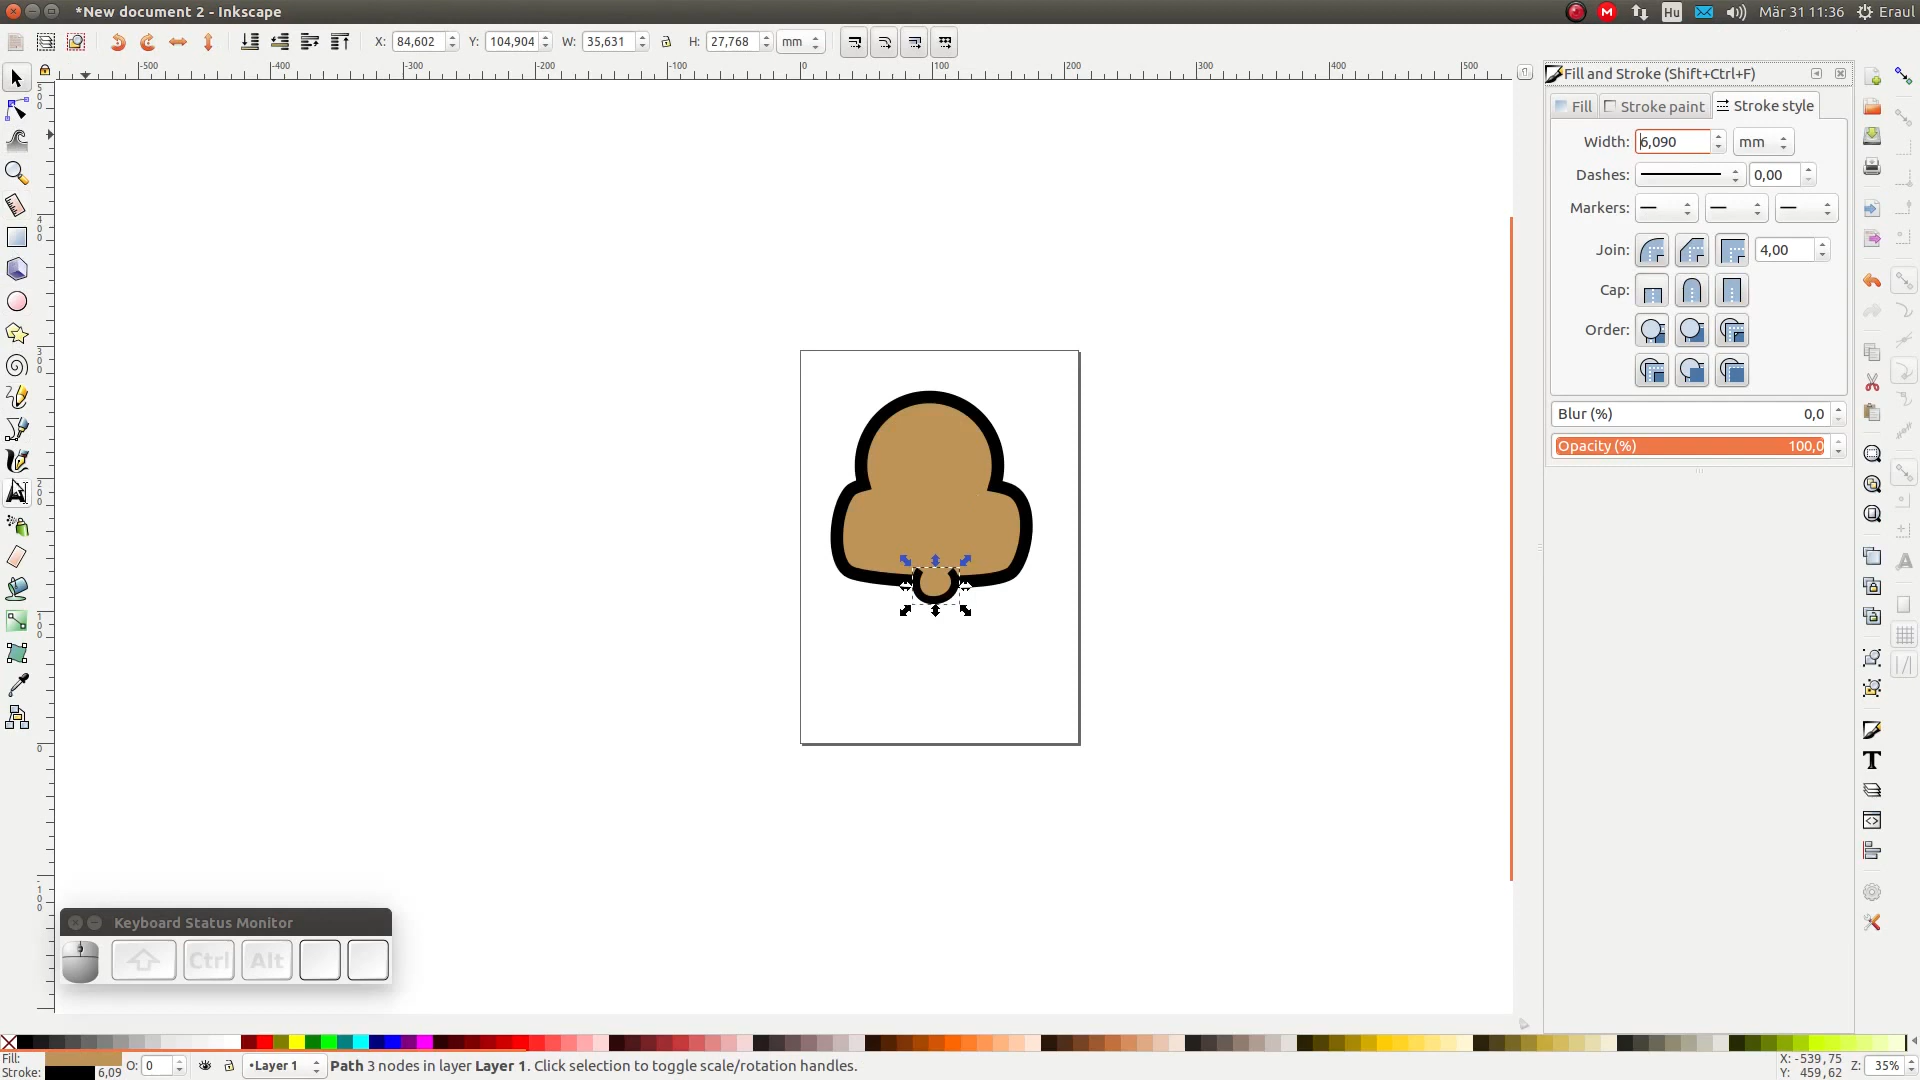 *New document 2 - Inkscape
Hu
Mär 31 11:36
Eraul
X: 84,602
Y: 104,904
W: 35,631
H: 27,768
mm
-500
-400
-300
-200
-100
0
100
200
300
400
500
Fill and Stroke (Shift+Ctrl+F)
Fill
Stroke paint
Stroke style
Width: 6,090 mm
Dashes: 0,00
Markers:
Join: 4,00
Cap:
Order:
Blur (%) 0,0
Opacity (%) 100,0
Keyboard Status Monitor
Ctrl
Alt
Fill:
Stroke: 6,09
O: 0
•Layer 1
Path 3 nodes in layer Layer 1. Click selection to toggle scale/rotation handles.
X: -539,75
Y: 459,62
Z: 35%